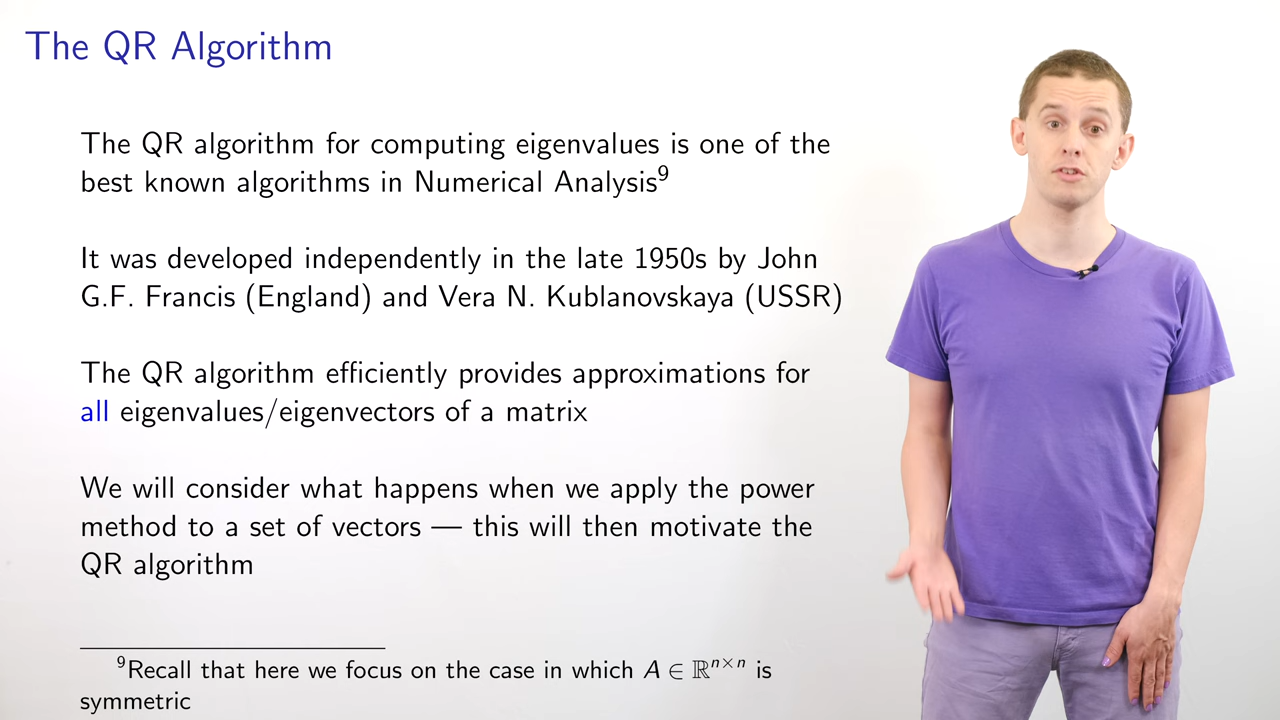 The QR Algorithm
The QR algorithm for computing eigenvalues is one of the
best known algorithms in Numerical Analysis⁹
It was developed independently in the late 1950s by John
G.F. Francis (England) and Vera N. Kublanovskaya (USSR)
The QR algorithm efficiently provides approximations for
all eigenvalues/eigenvectors of a matrix
We will consider what happens when we apply the power
method to a set of vectors — this will then motivate the
QR algorithm
⁹Recall that here we focus on the case in which A ∈ ℝⁿˣⁿ is
symmetric